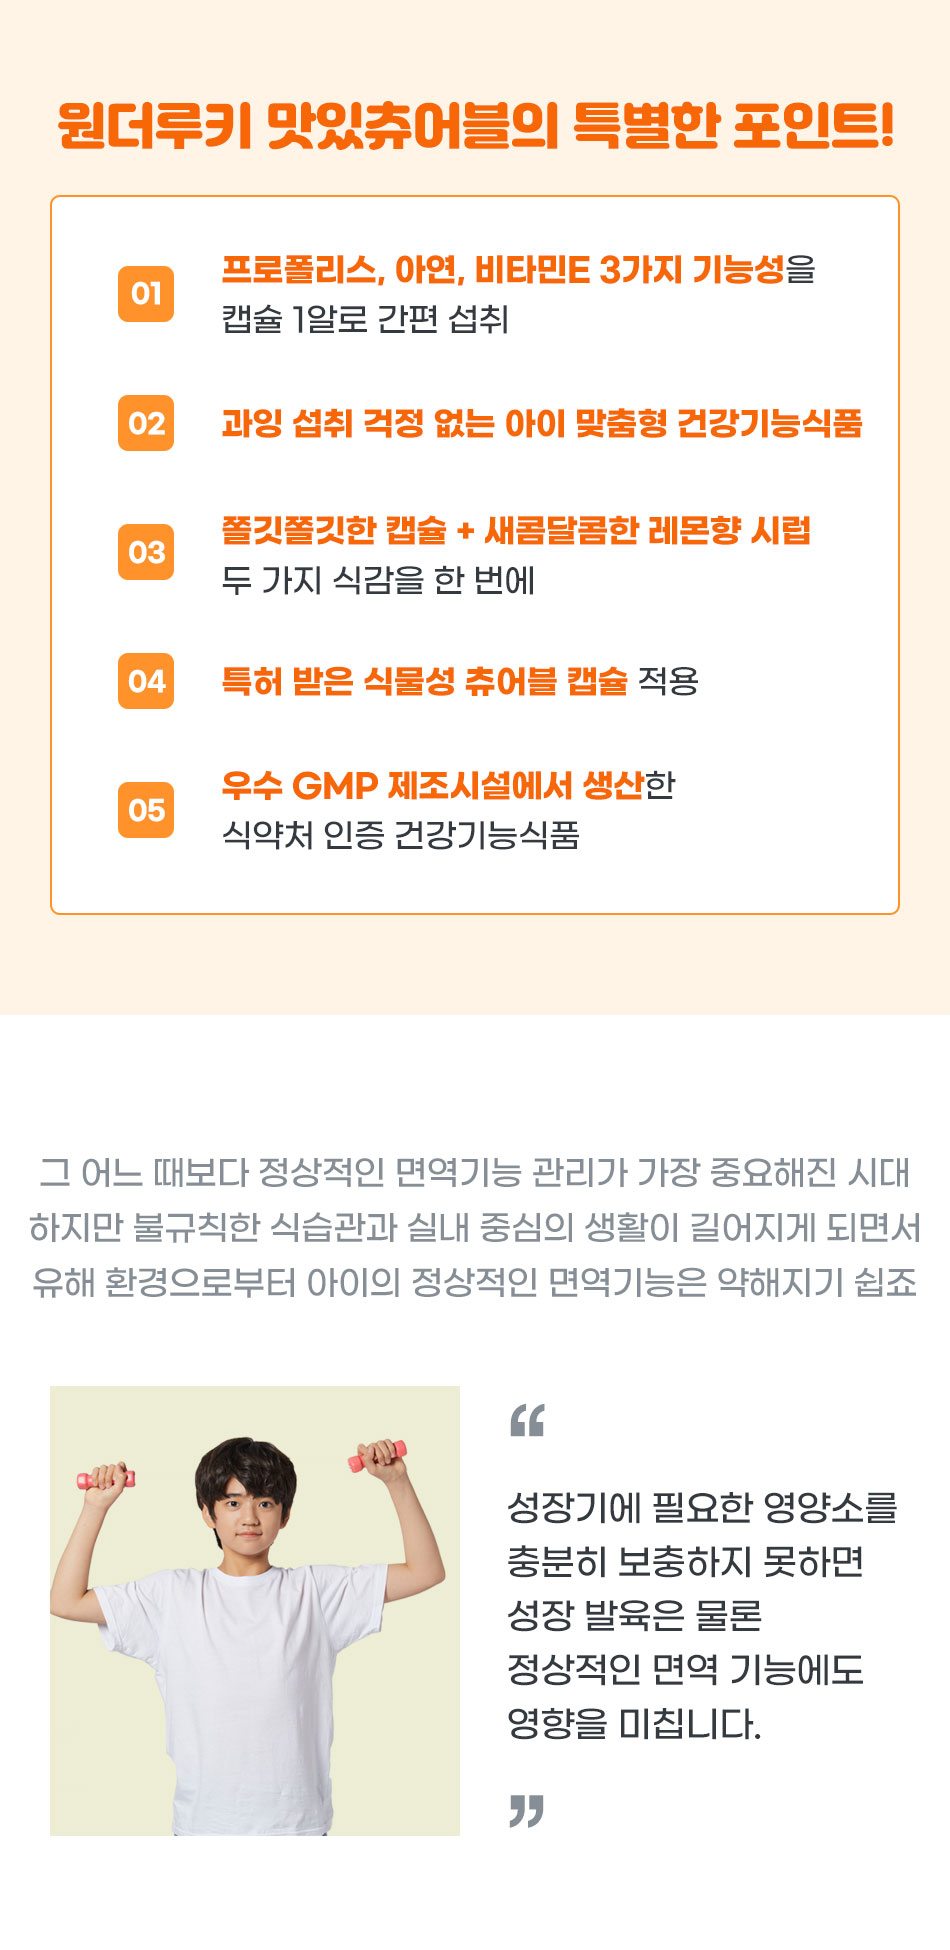 원더루키 맛있츄어블의 특별한 포인트!
01
프로폴리스, 아연, 비타민E 3가지 기능성을
캡슐 1알로 간편 섭취
02
과잉 섭취 걱정 없는 아이 맞춤형 건강기능식품
03
쫄깃쫄깃한 캡슐 + 새콤달콤한 레몬향 시럽
두 가지 식감을 한 번에
04
특허 받은 식물성 츄어블 캡슐 적용
05
우수 GMP 제조시설에서 생산한
식약처 인증 건강기능식품
그 어느 때보다 정상적인 면역기능 관리가 가장 중요해진 시대
하지만 불규칙한 식습관과 실내 중심의 생활이 길어지게 되면서
유해 환경으로부터 아이의 정상적인 면역기능은 약해지기 쉽죠
“
성장기에 필요한 영양소를
충분히 보충하지 못하면
성장 발육은 물론
정상적인 면역 기능에도
영향을 미칩니다.
”